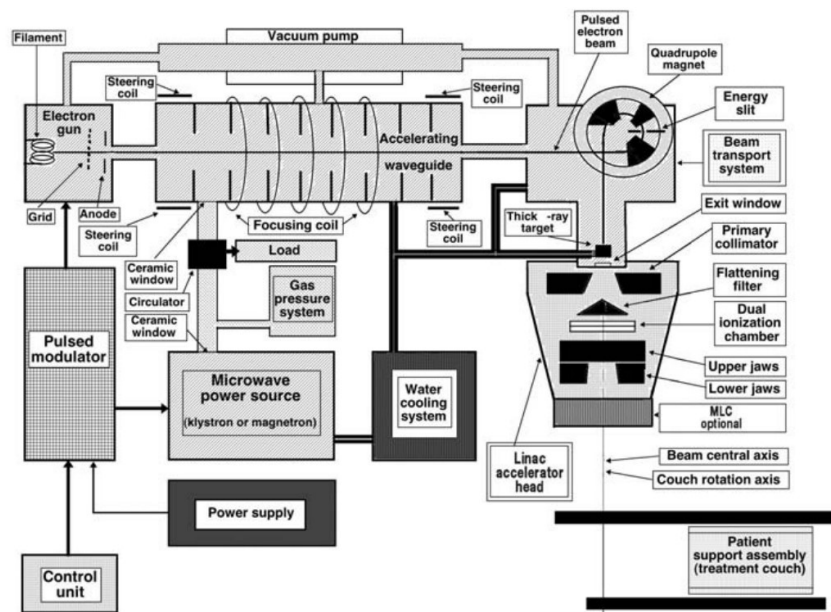 Filament
Vacuum pump
Pulsed
electron
beam
Quadrupole
magnet
Steering
coil
Steering
coil
Energy
slit
Electron
gun
Accelerating
waveguide
Beam
transport
system
Grid
Anode
Steering
coil
Focusing coil
Steering
coil
Thick -ray
target
Exit window
Primary
collimator
Ceramic
window
Load
Circulator
Gas
pressure
system
Flattening
filter
Dual
ionization
chamber
Ceramic
window
Pulsed
modulator
Microwave
power source
(klystron or magnetron)
Water
cooling
system
Upper jaws
Lower jaws
MLC
optional
Linac
accelerator
head
Beam central axis
Couch rotation axis
Power supply
Patient
support assembly
(treatment couch)
Control
unit